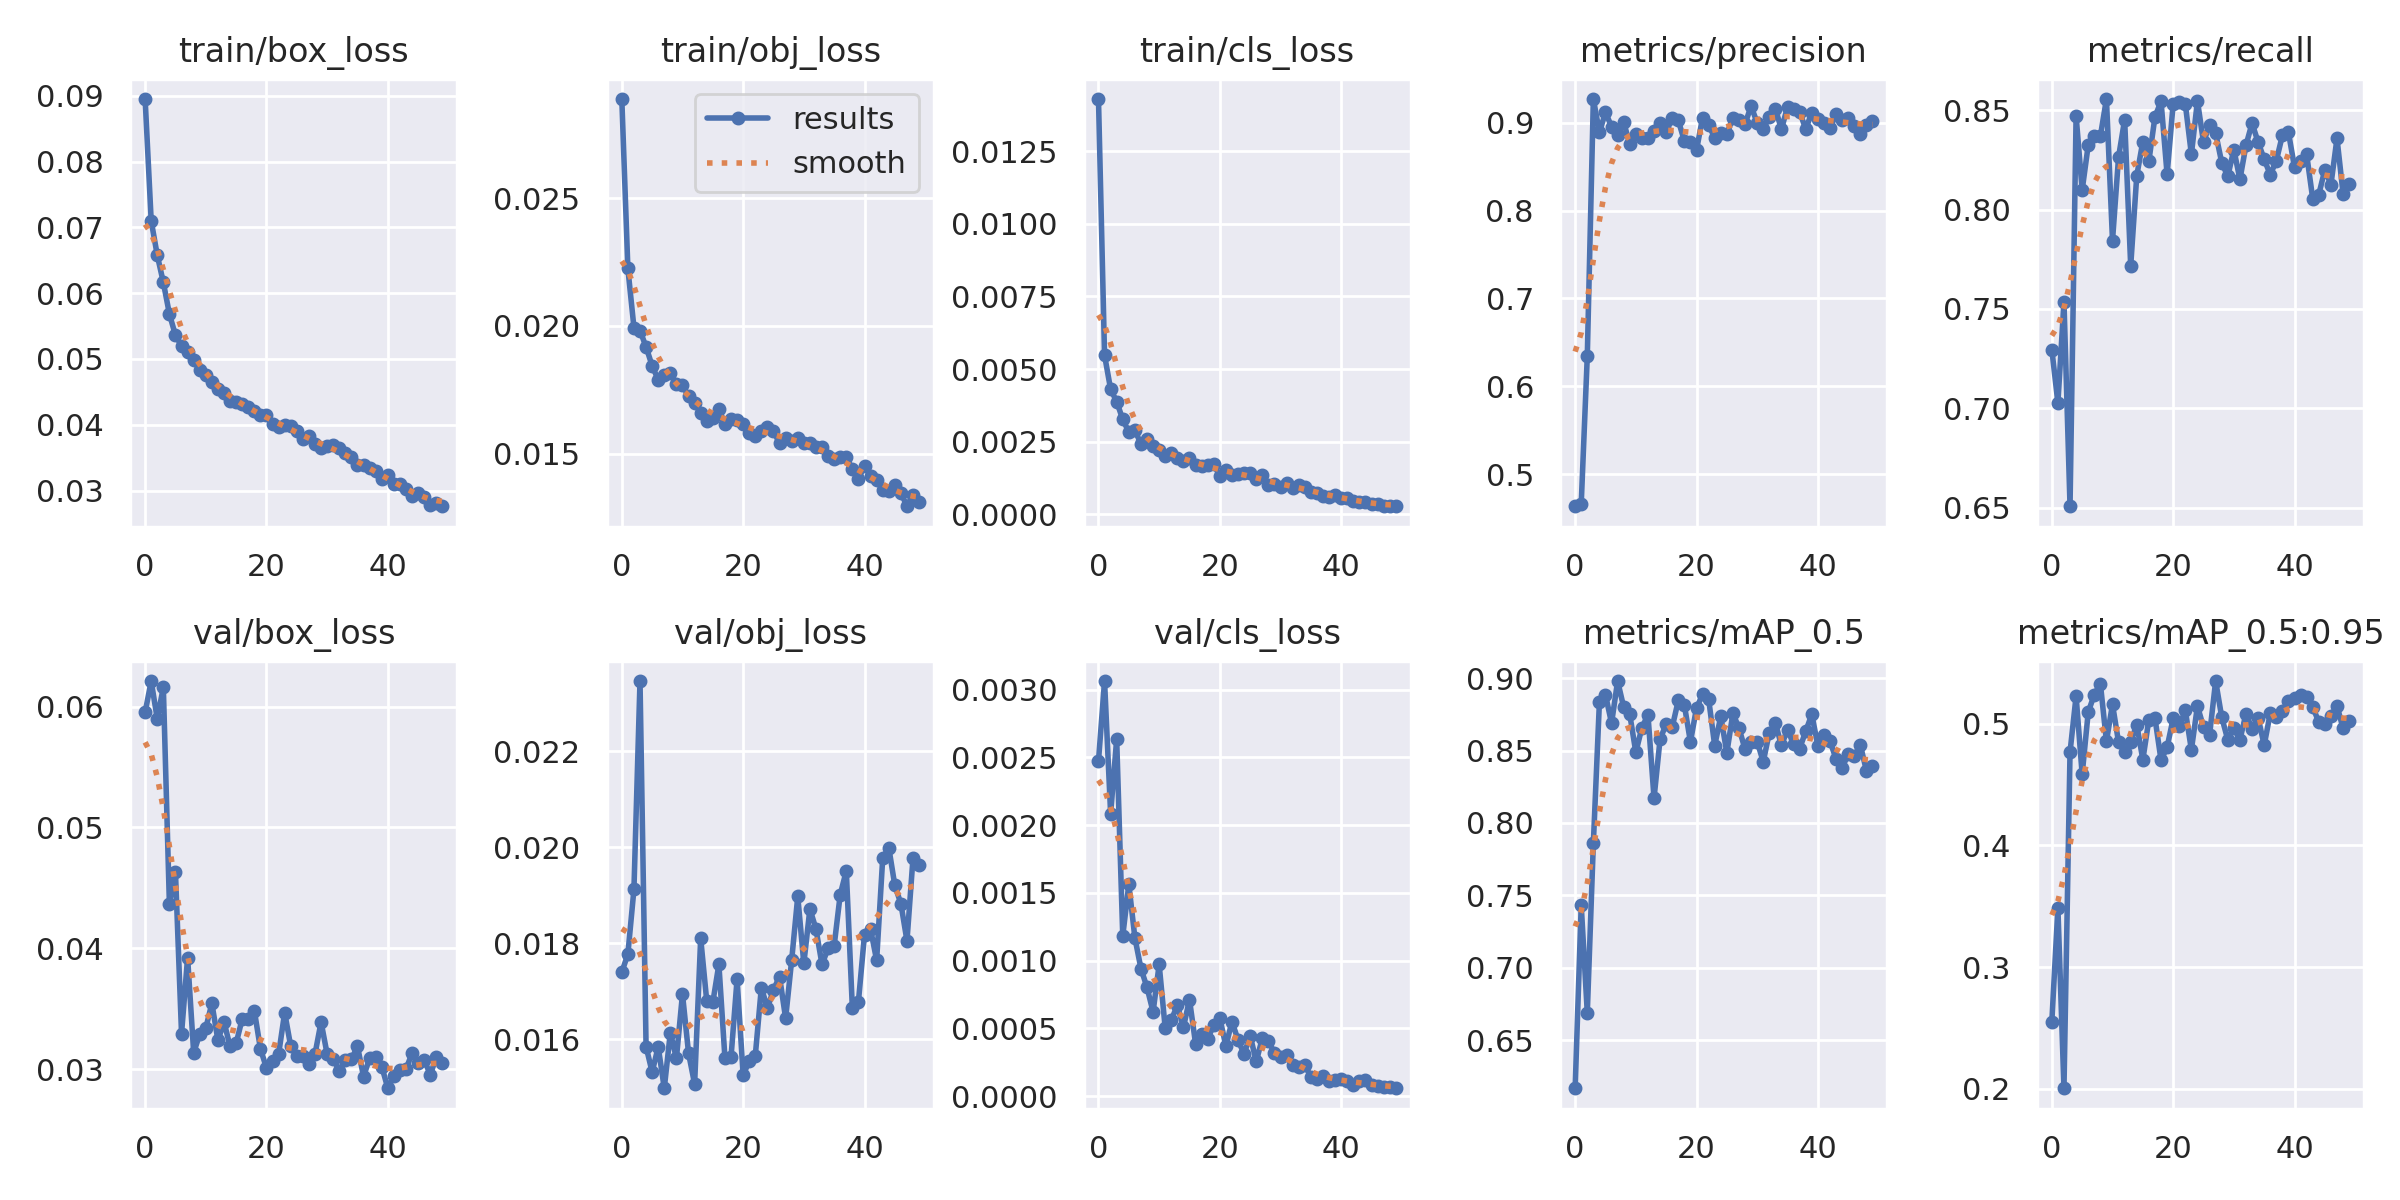 train/box_loss
0.09
0.08
0.07
0.06
0.05
0.04
0.03
0 20 40
train/obj_loss
results
smooth
0.025
0.020
0.015
0 20 40
train/cls_loss
0.0125
0.0100
0.0075
0.0050
0.0025
0.0000
0 20 40
metrics/precision
0.9
0.8
0.7
0.6
0.5
0 20 40
metrics/recall
0.85
0.80
0.75
0.70
0.65
0 20 40
val/box_loss
0.06
0.05
0.04
0.03
0 20 40
val/obj_loss
0.022
0.020
0.018
0.016
0 20 40
val/cls_loss
0.0030
0.0025
0.0020
0.0015
0.0010
0.0005
0.0000
0 20 40
metrics/mAP_0.5
0.90
0.85
0.80
0.75
0.70
0.65
0 20 40
metrics/mAP_0.5:0.95
0.5
0.4
0.3
0.2
0 20 40